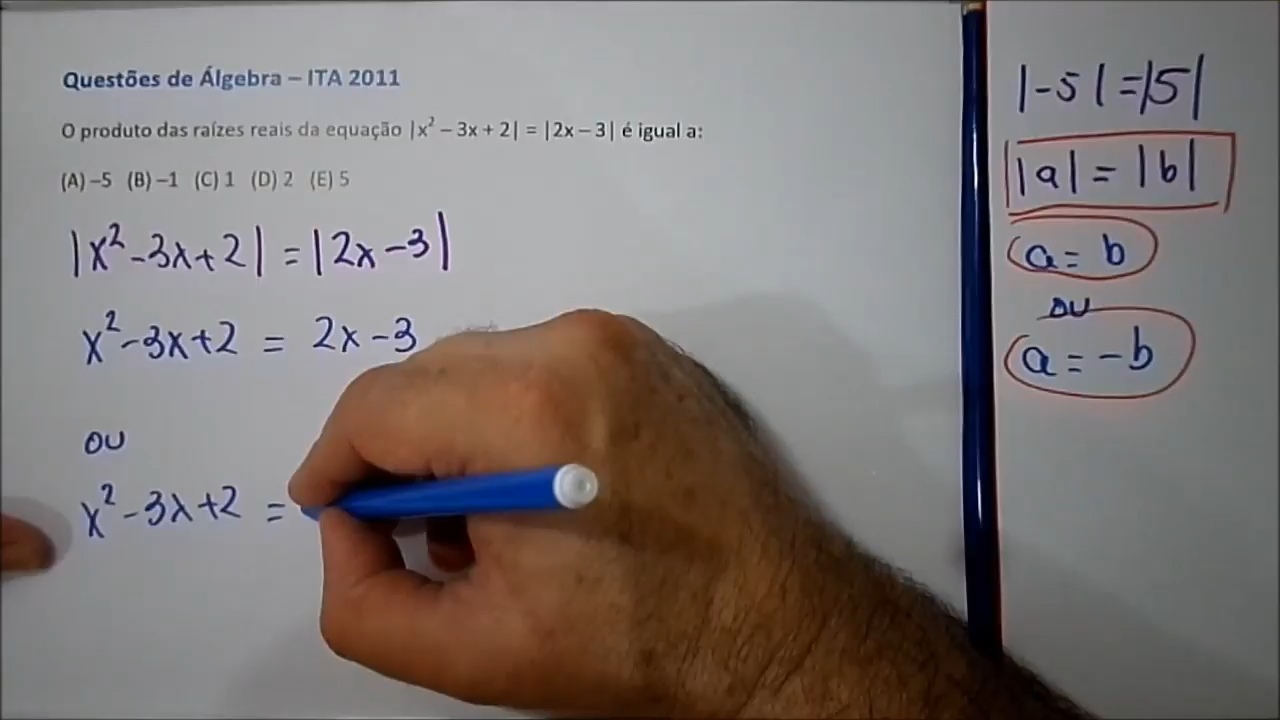 Questões de Álgebra – ITA 2011
O produto das raízes reais da equação |x² – 3x + 2| = |2x – 3| é igual a:
(A) –5 (B) –1 (C) 1 (D) 2 (E) 5
|x²-3x+2| = |2x-3|
x²-3x+2 = 2x-3
ou
x²-3x+2 =
|-5| = |5|
|a| = |b|
a = b
ou
a = -b